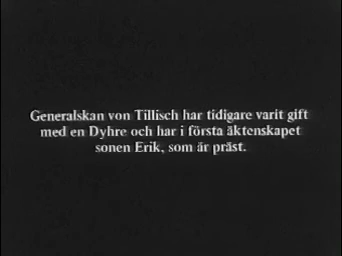 Generalskan von Tillisch har tidigare varit gift
med en Dyhre och har i första äktenskapet
sonen Erik, som är präst.